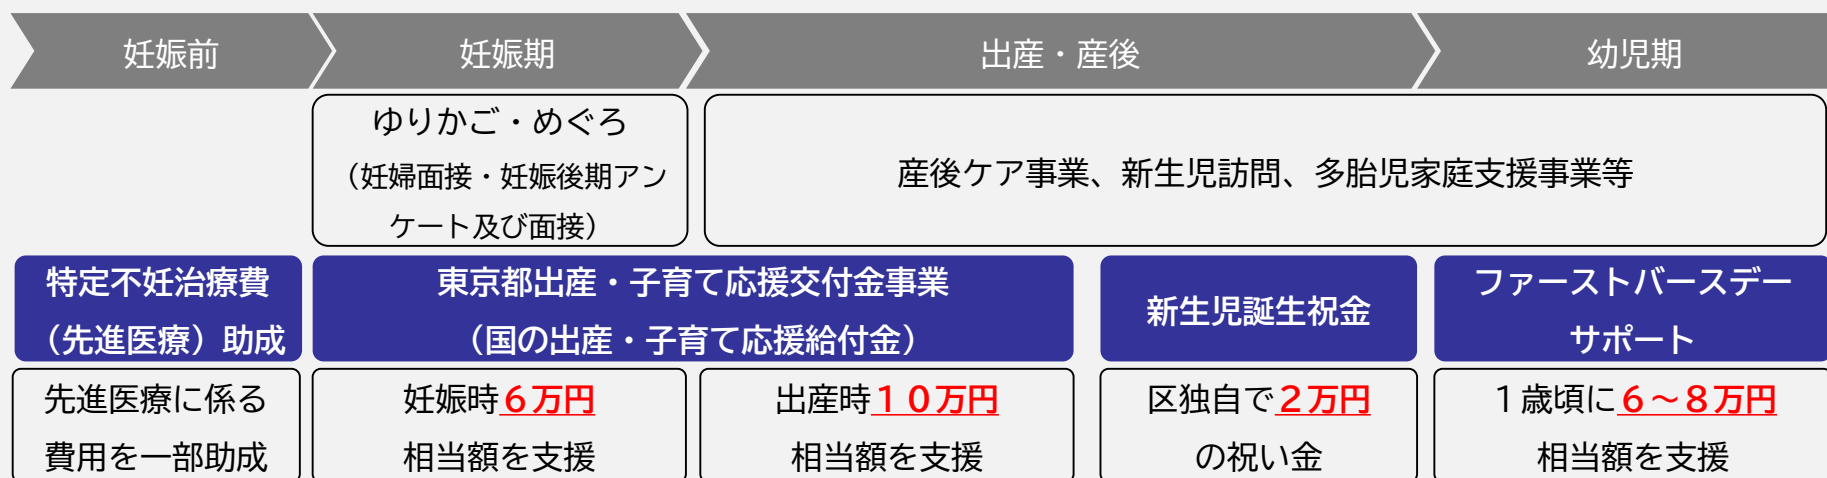 妊娠前
妊娠期
出産・産後
幼児期
ゆりかご・めぐろ
（妊婦面接・妊娠後期アン
ケート及び面接）
産後ケア事業、新生児訪問、多胎児家庭支援事業等
特定不妊治療費
（先進医療）助成
東京都出産・子育て応援交付金事業
（国の出産・子育て応援給付金）
新生児誕生祝金
ファーストバースデー
サポート
先進医療に係る
費用を一部助成
妊娠時６万円
相当額を支援
出産時１０万円
相当額を支援
区独自で２万円
の祝い金
１歳頃に６～８万円
相当額を支援